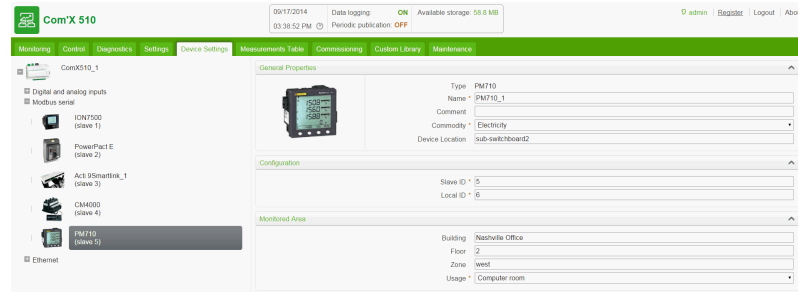 Com'X 510
09/17/2014
03:38:52 PM
Data logging: ON
Periodic publication: OFF
Available storage: 58.6 MB
admin | Register | Logout | Abo
Monitoring Control Diagnostics Settings Device Settings Measurements Table Commissioning Custom Library Maintenance
ComX510_1
Digital and analog inputs
Modbus serial
ION7500
(slave 1)
PowerPact E
(slave 2)
Acti 9Smartlink_1
(slave 3)
CM4000
(slave 4)
PM710
(slave 5)
Ethernet
General Properties
Type PM710
Name * PM710_1
Comment
Commodity * Electricity
Device Location sub-switchboard2
Configuration
Slave ID * 5
Local ID * 6
Monitored Area
Building Nashville Office
Floor 2
Zone west
Usage * Computer room